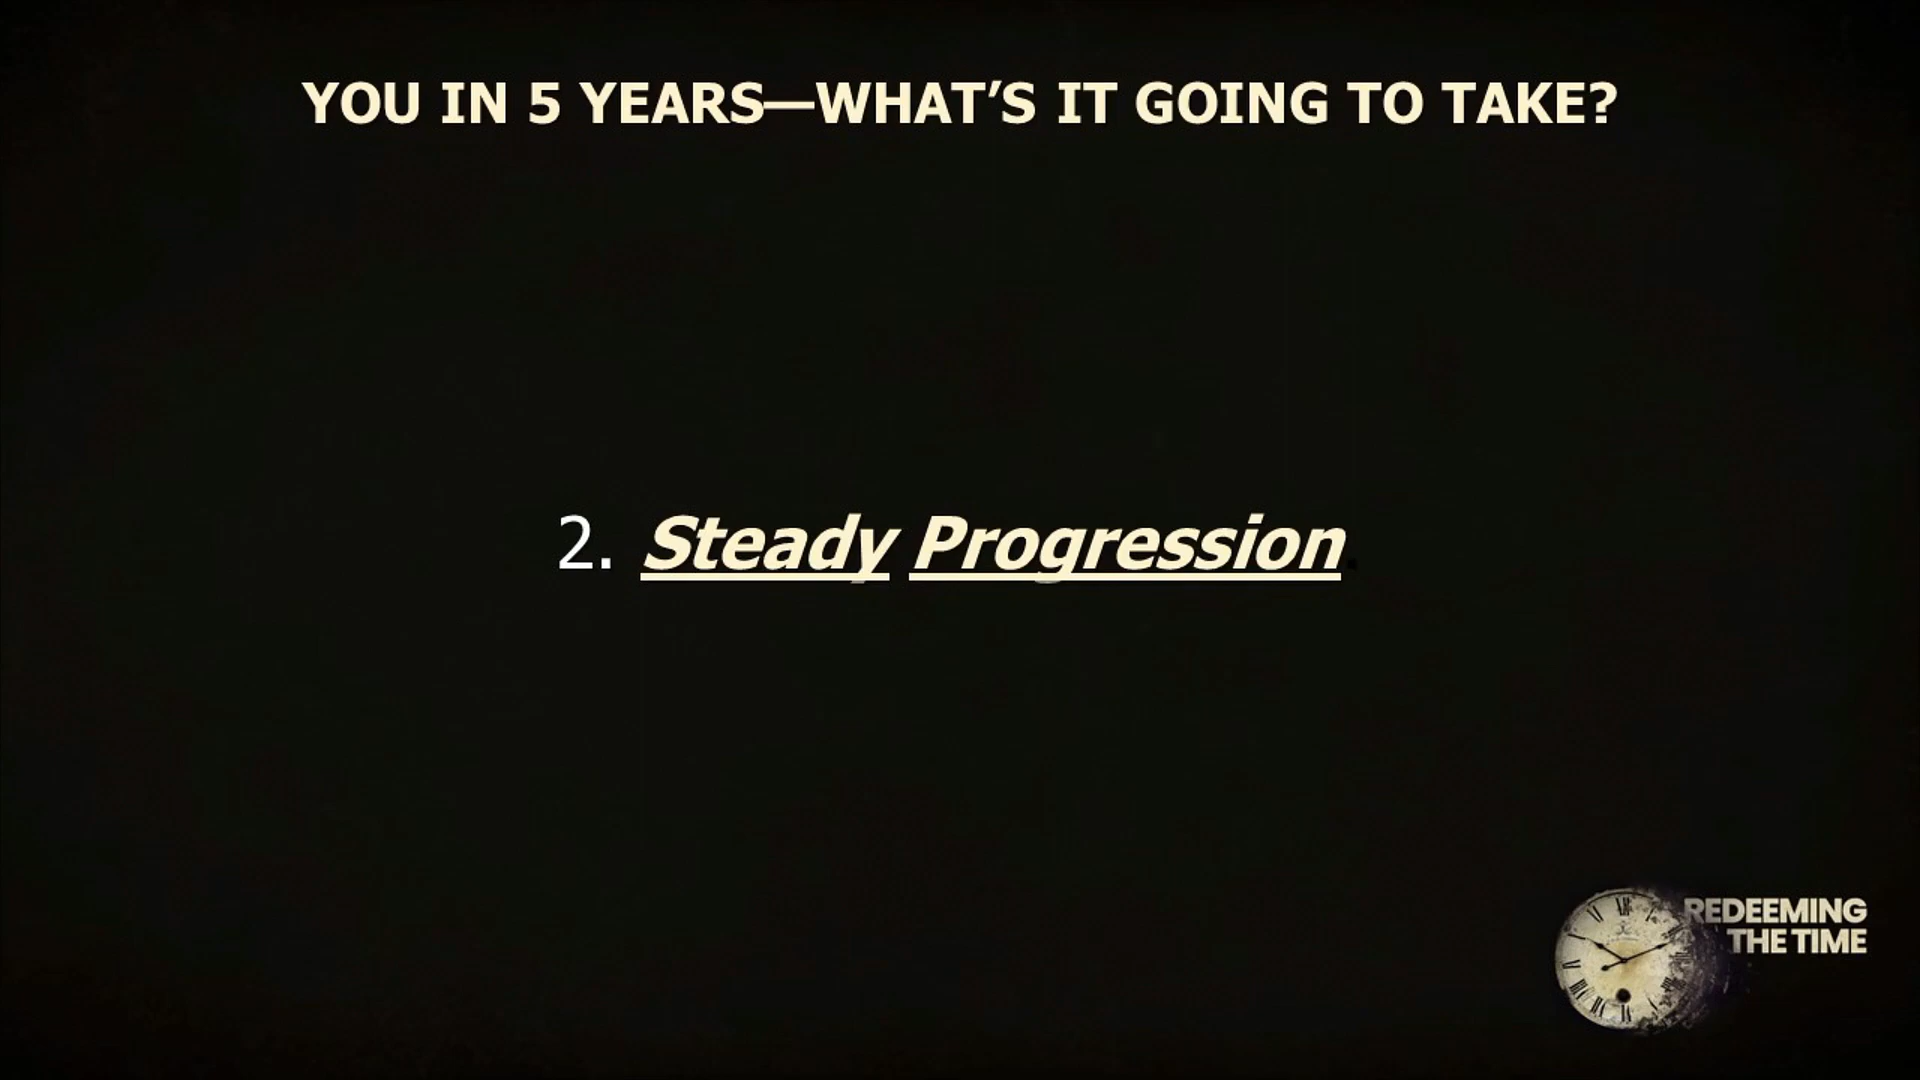 YOU IN 5 YEARS—WHAT’S IT GOING TO TAKE?
2. Steady Progression.
REDEEMING
THE TIME